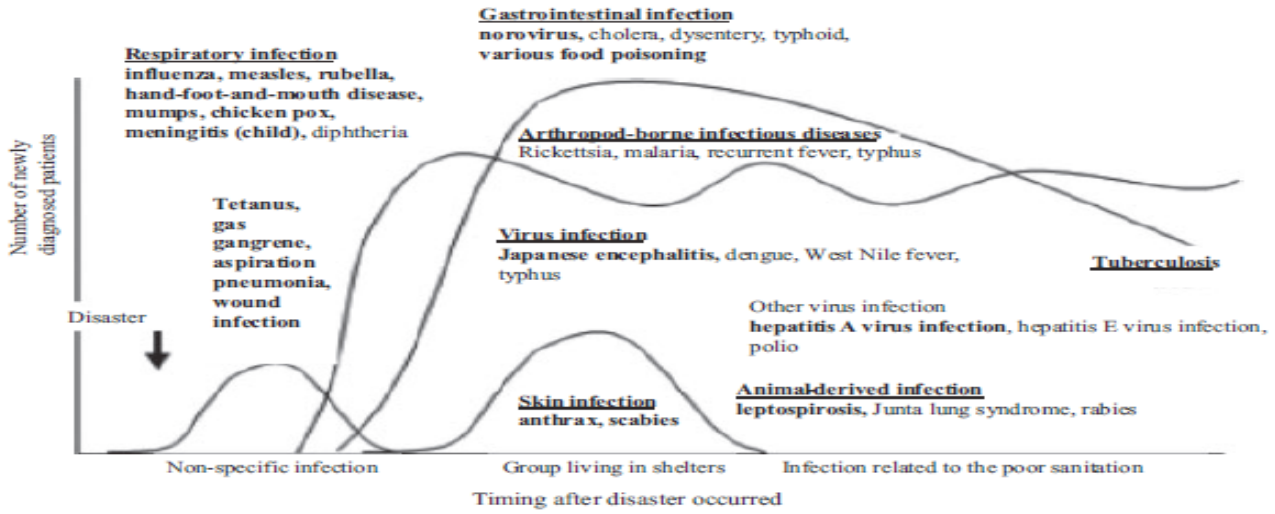 Gastrointestinal infection
norovirus, cholera, dysentery, typhoid,
various food poisoning
Respiratory infection
influenza, measles, rubella,
hand-foot-and-mouth disease,
mumps, chicken pox,
meningitis (child), diphtheria
Arthropod-borne infectious diseases
Rickettsia, malaria, recurrent fever, typhus
Number of newly
diagnosed patients
Tetanus,
gas
gangrene,
aspiration
pneumonia,
wound
infection
Virus infection
Japanese encephalitis, dengue, West Nile fever,
typhus
Tuberculosis
Disaster
Other virus infection
hepatitis A virus infection, hepatitis E virus infection,
polio
Skin infection
anthrax, scabies
Animal-derived infection
leptospirosis, Junta lung syndrome, rabies
Non-specific infection
Group living in shelters
Infection related to the poor sanitation
Timing after disaster occurred